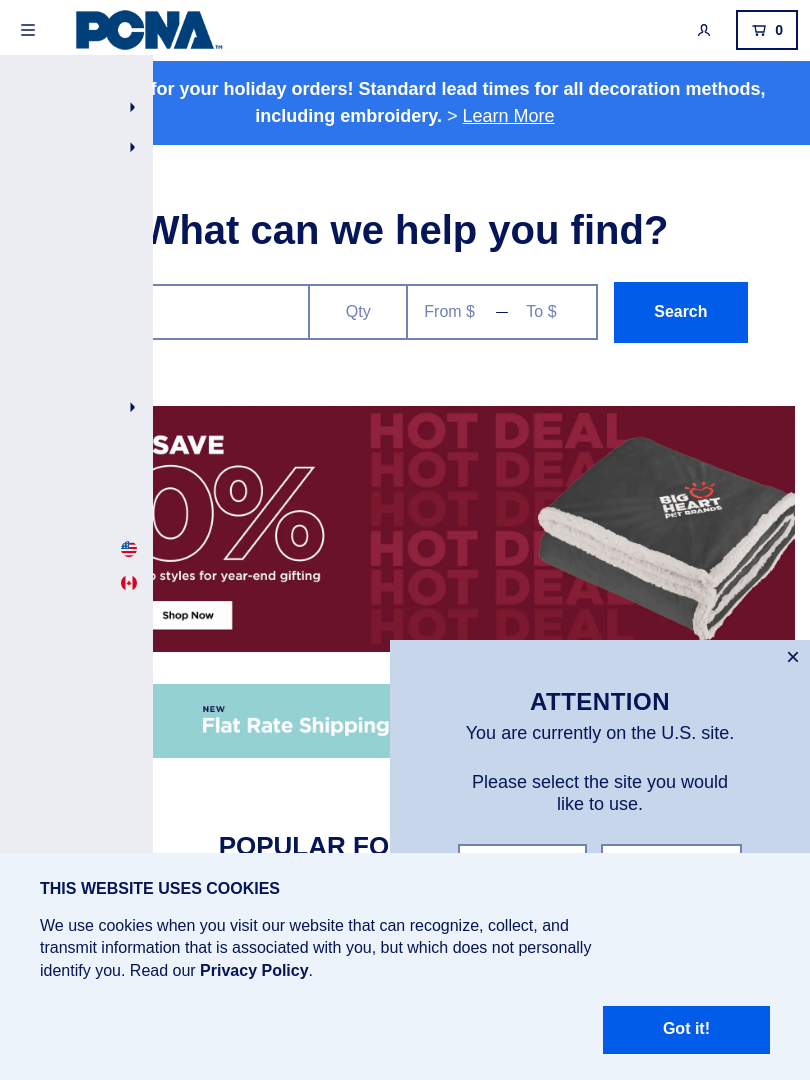 PCNA™
0
for your holiday orders! Standard lead times for all decoration methods,
including embroidery. > Learn More
What can we help you find?
Qty
From $ — To $
Search
SAVE
0%
styles for year-end gifting
Shop Now
HOT DEAL
HOT DEA
HOT DE
HOT DE
HOT DE
HOT DEAL
BIG
HEART
PET BRANDS
NEW
Flat Rate Shipping
×
ATTENTION
You are currently on the U.S. site.
Please select the site you would
like to use.
POPULAR FO
THIS WEBSITE USES COOKIES
We use cookies when you visit our website that can recognize, collect, and
transmit information that is associated with you, but which does not personally
identify you. Read our Privacy Policy.
Got it!